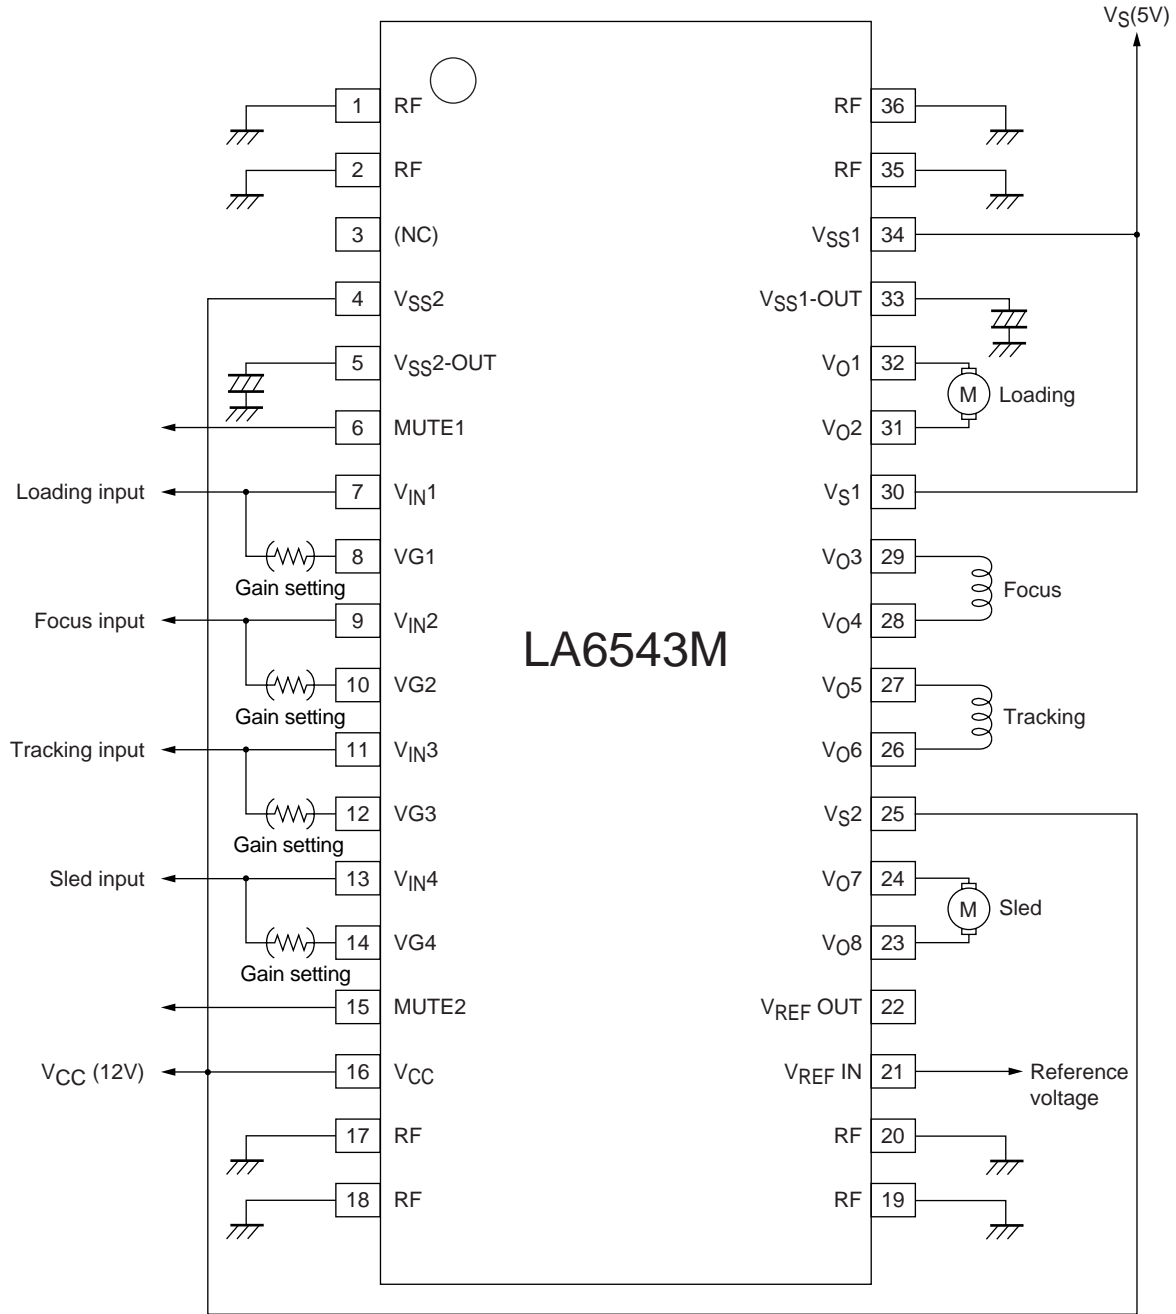 VS(5V)
1 RF RF 36
2 RF RF 35
3 (NC) VSS1 34
4 VSS2 VSS1-OUT 33
5 VSS2-OUT VO1 32
M Loading
6 MUTE1 VO2 31
Loading input 7 VIN1 VS1 30
8 VG1 VO3 29
Gain setting Focus
Focus input 9 VIN2 VO4 28
LA6543M
10 VG2 VO5 27
Gain setting Tracking
Tracking input 11 VIN3 VO6 26
12 VG3 VS2 25
Gain setting
Sled input 13 VIN4 VO7 24
M Sled
14 VG4 VO8 23
Gain setting
15 MUTE2 VREF OUT 22
VCC (12V) 16 VCC VREF IN 21 Reference
voltage
17 RF RF 20
18 RF RF 19